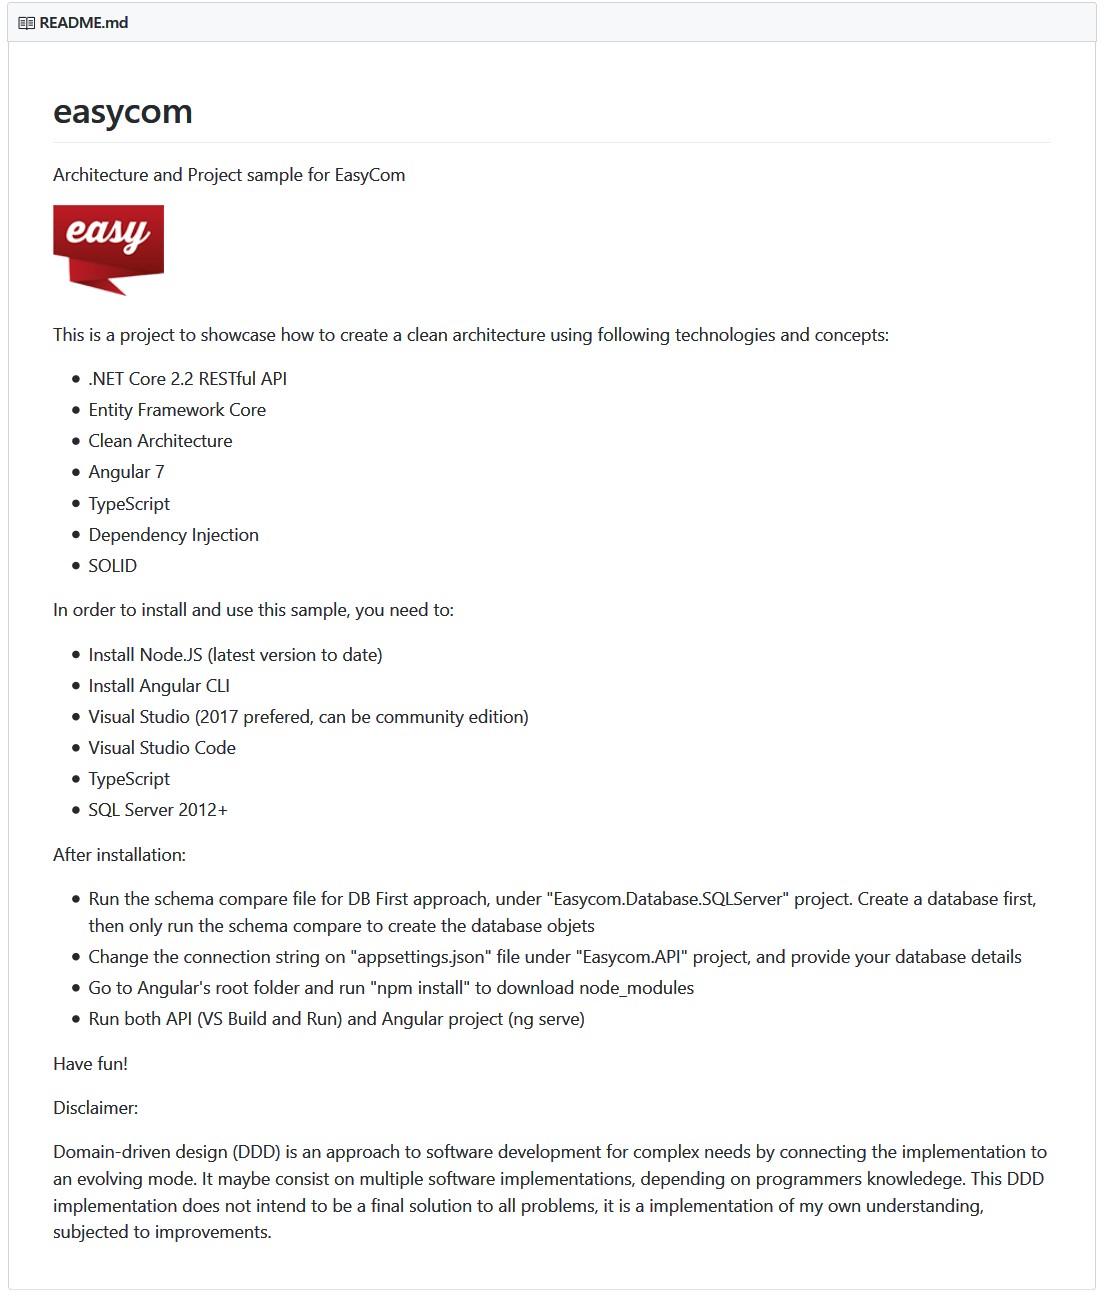 README.md
easycom
Architecture and Project sample for EasyCom
easy
This is a project to showcase how to create a clean architecture using following technologies and concepts:
.NET Core 2.2 RESTful API
Entity Framework Core
Clean Architecture
Angular 7
TypeScript
Dependency Injection
SOLID
In order to install and use this sample, you need to:
Install Node.JS (latest version to date)
Install Angular CLI
Visual Studio (2017 prefered, can be community edition)
Visual Studio Code
TypeScript
SQL Server 2012+
After installation:
Run the schema compare file for DB First approach, under "Easycom.Database.SQLServer" project. Create a database first,
then only run the schema compare to create the database objets
Change the connection string on "appsettings.json" file under "Easycom.API" project, and provide your database details
Go to Angular's root folder and run "npm install" to download node_modules
Run both API (VS Build and Run) and Angular project (ng serve)
Have fun!
Disclaimer:
Domain-driven design (DDD) is an approach to software development for complex needs by connecting the implementation to
an evolving mode. It maybe consist on multiple software implementations, depending on programmers knowledege. This DDD
implementation does not intend to be a final solution to all problems, it is a implementation of my own understanding,
subjected to improvements.